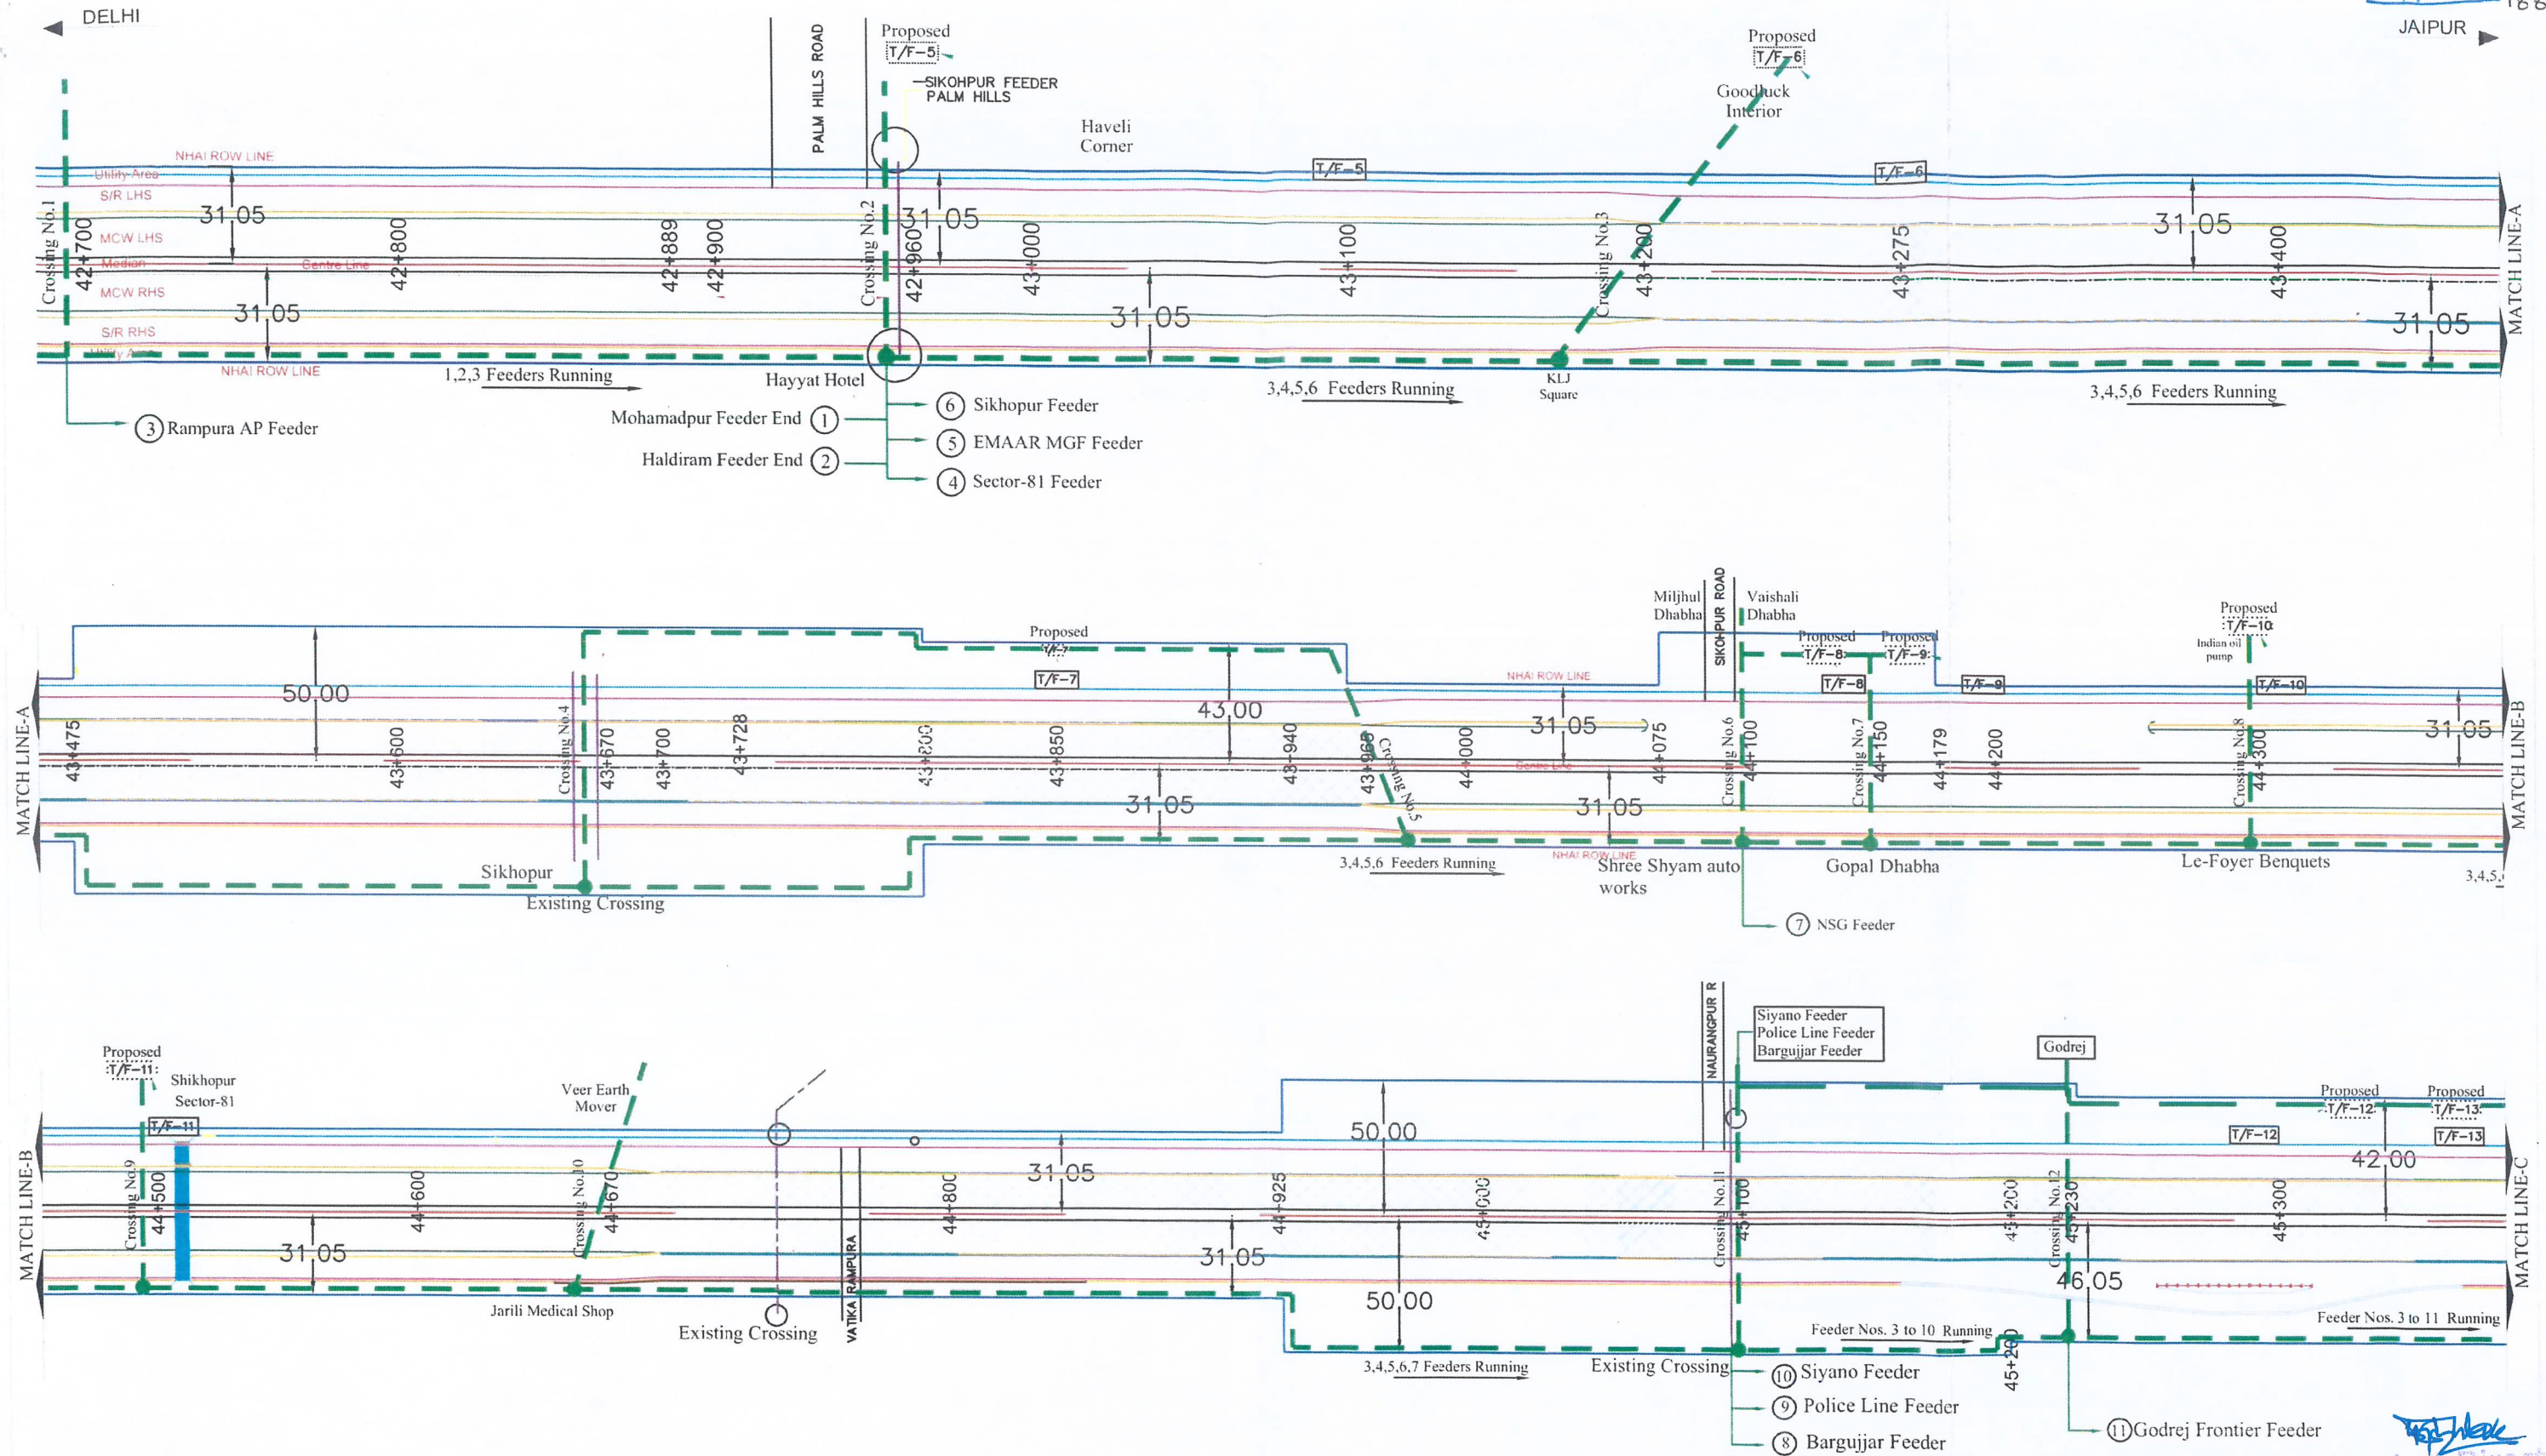 DELHI
188
JAIPUR
PALM HILLS ROAD
Proposed
T/F-5
SIKOHPUR FEEDER
PALM HILLS
Haveli
Corner
Proposed
T/F-6
Goodluck
Interior
NHAI ROW LINE
Utility Area
S/R LHS
MCW LHS
Median
Centre Line
MCW RHS
S/R RHS
Utility Area
NHAI ROW LINE
T/F-5
T/F-6
31.05
31.05
31.05
31.05
31.05
31.05
Crossing No.1
42+700
42+800
42+889
42+900
Crossing No.2
42+960
43+000
43+100
Crossing No.3
43+200
43+275
43+400
MATCH LINE-A
1,2,3 Feeders Running
Hayyat Hotel
3,4,5,6 Feeders Running
KLJ
Square
3,4,5,6 Feeders Running
3 Rampura AP Feeder
Mohamadpur Feeder End 1
Haldiram Feeder End 2
6 Sikhopur Feeder
5 EMAAR MGF Feeder
4 Sector-81 Feeder
MATCH LINE-A
Proposed
T/F-7
T/F-7
Miljhul
Dhabha
SIKOHPUR ROAD
Vaishali
Dhabha
Proposed
T/F-8
Proposed
T/F-9
Proposed
T/F-10
Indian oil
pump
NHAI ROW LINE
T/F-8
T/F-9
T/F-10
50.00
43.00
31.05
31.05
31.05
31.05
Centre Line
43+475
43+600
Crossing No.4
43+670
43+700
43+728
43+800
43+850
43+940
43+965
Crossing No.5
44+000
44+075
Crossing No.6
44+100
Crossing No.7
44+150
44+179
44+200
Crossing No.8
44+300
MATCH LINE-B
Sikhopur
Existing Crossing
3,4,5,6 Feeders Running
NHAI ROW LINE
Shree Shyam auto
works
Gopal Dhabha
Le-Foyer Benquets
3,4,5,
7 NSG Feeder
MATCH LINE-B
Proposed
T/F-11
Shikhopur
Sector-81
T/F-11
Veer Earth
Mover
NAURANGPUR R
Siyano Feeder
Police Line Feeder
Bargujjar Feeder
Godrej
Proposed
T/F-12
Proposed
T/F-13
T/F-12
T/F-13
31.05
31.05
31.05
50.00
50.00
42.00
46.05
Crossing No.9
44+500
44+600
Crossing No.10
44+670
VATIKA RAMPURA
44+800
44+925
45+000
Crossing No.11
45+100
45+200
Crossing No.12
45+230
45+300
MATCH LINE-C
Jarili Medical Shop
Existing Crossing
3,4,5,6,7 Feeders Running
Existing Crossing
Feeder Nos. 3 to 10 Running
45+200
Feeder Nos. 3 to 11 Running
10 Siyano Feeder
9 Police Line Feeder
8 Bargujjar Feeder
11 Godrej Frontier Feeder